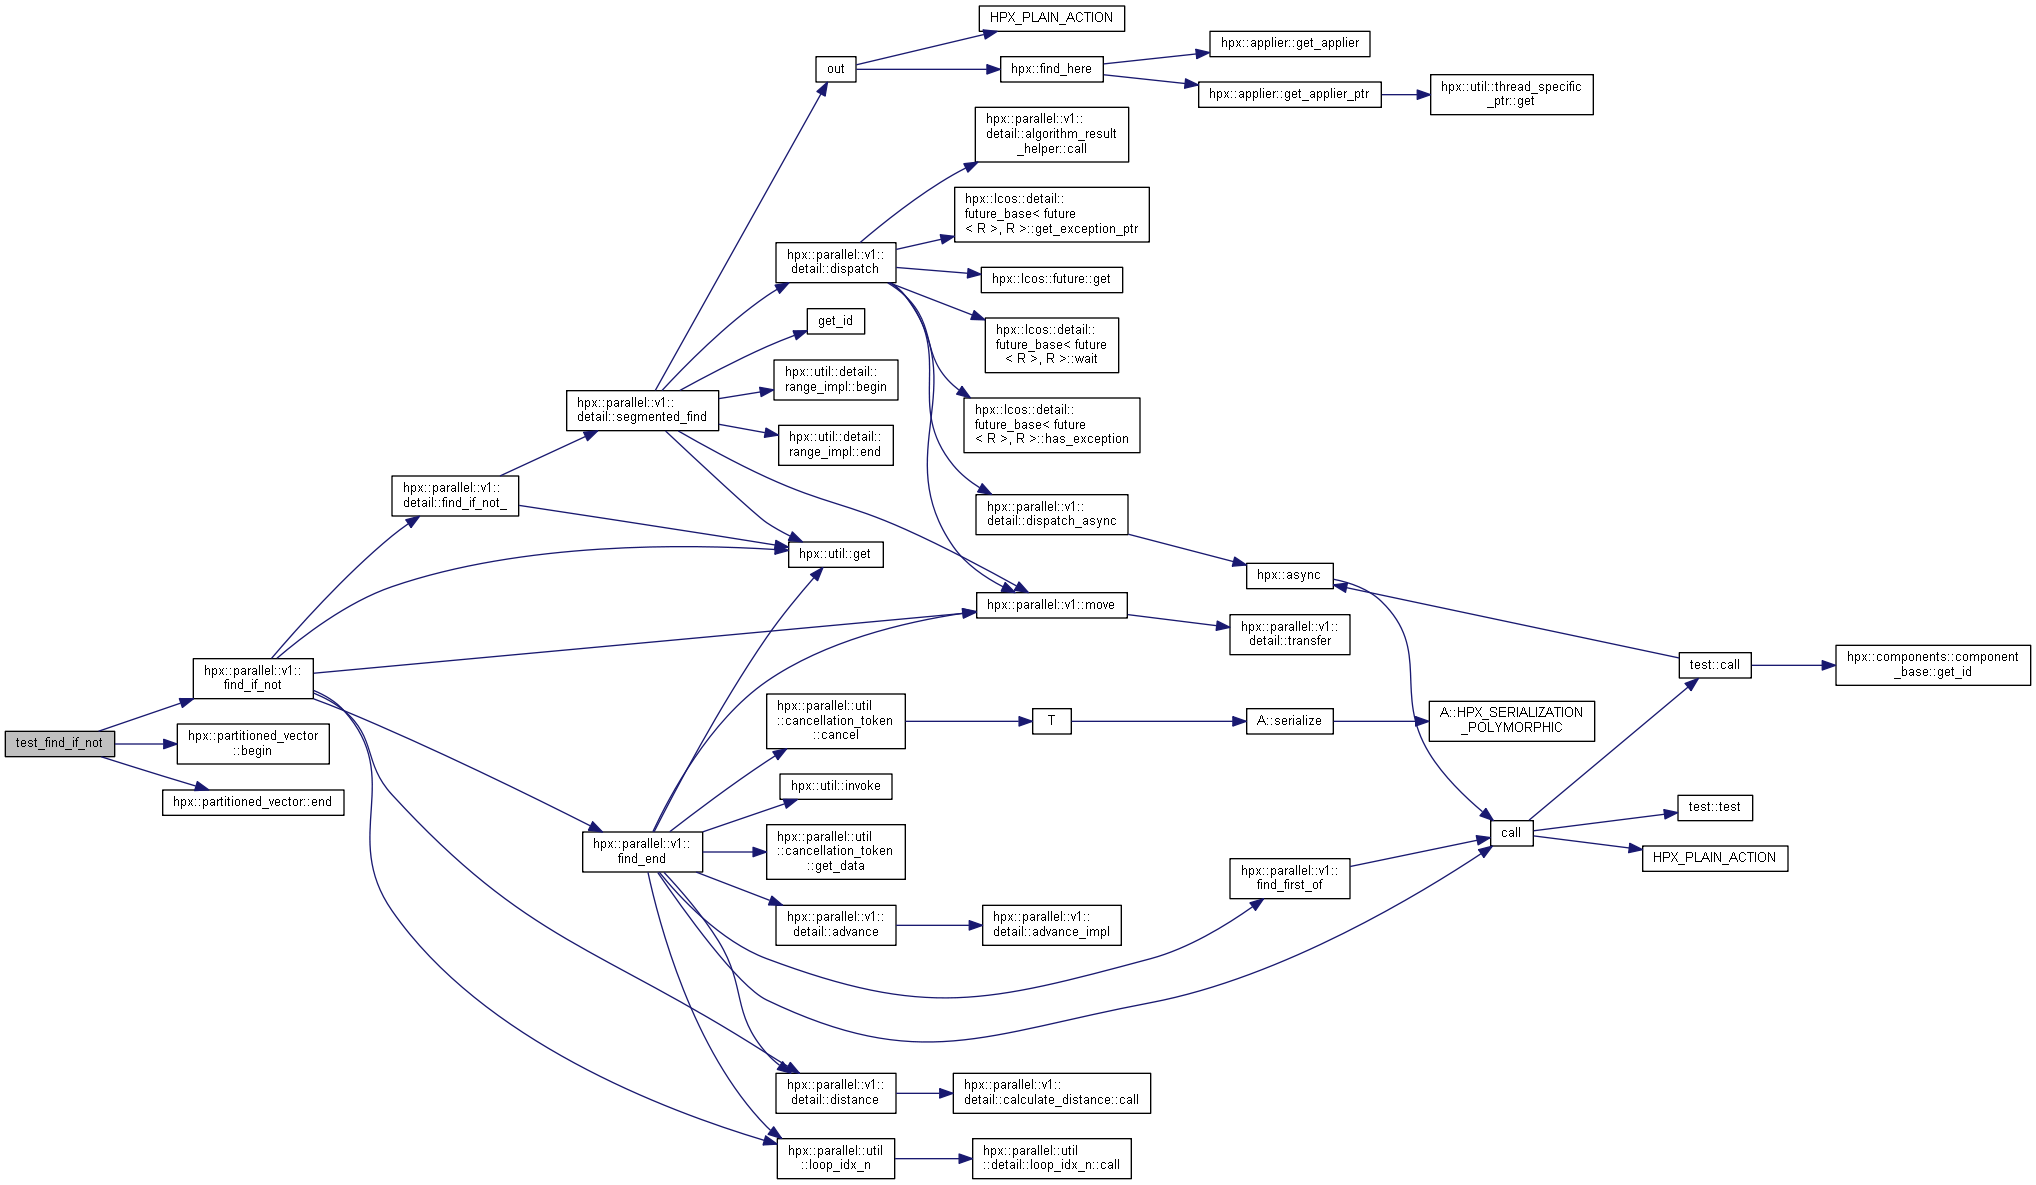 HPX_PLAIN_ACTION
hpx::applier::get_applier
out
hpx::find_here
hpx::applier::get_applier_ptr
hpx::util::thread_specific
_ptr::get
hpx::parallel::v1::
detail::algorithm_result
_helper::call
hpx::lcos::detail::
future_base< future
< R >, R >::get_exception_ptr
hpx::parallel::v1::
detail::dispatch
hpx::lcos::future::get
get_id
hpx::lcos::detail::
future_base< future
< R >, R >::wait
hpx::util::detail::
range_impl::begin
hpx::parallel::v1::
detail::segmented_find
hpx::lcos::detail::
future_base< future
< R >, R >::has_exception
hpx::util::detail::
range_impl::end
hpx::parallel::v1::
detail::find_if_not_
hpx::parallel::v1::
detail::dispatch_async
hpx::util::get
hpx::async
hpx::parallel::v1::move
hpx::parallel::v1::
detail::transfer
hpx::parallel::v1::
find_if_not
test::call
hpx::components::component
_base::get_id
hpx::parallel::util
::cancellation_token
::cancel
T
A::serialize
A::HPX_SERIALIZATION
_POLYMORPHIC
test_find_if_not
hpx::partitioned_vector
::begin
hpx::partitioned_vector::end
hpx::util::invoke
test::test
call
HPX_PLAIN_ACTION
hpx::parallel::v1::
find_end
hpx::parallel::util
::cancellation_token
::get_data
hpx::parallel::v1::
find_first_of
hpx::parallel::v1::
detail::advance
hpx::parallel::v1::
detail::advance_impl
hpx::parallel::v1::
detail::distance
hpx::parallel::v1::
detail::calculate_distance::call
hpx::parallel::util
::loop_idx_n
hpx::parallel::util
::detail::loop_idx_n::call